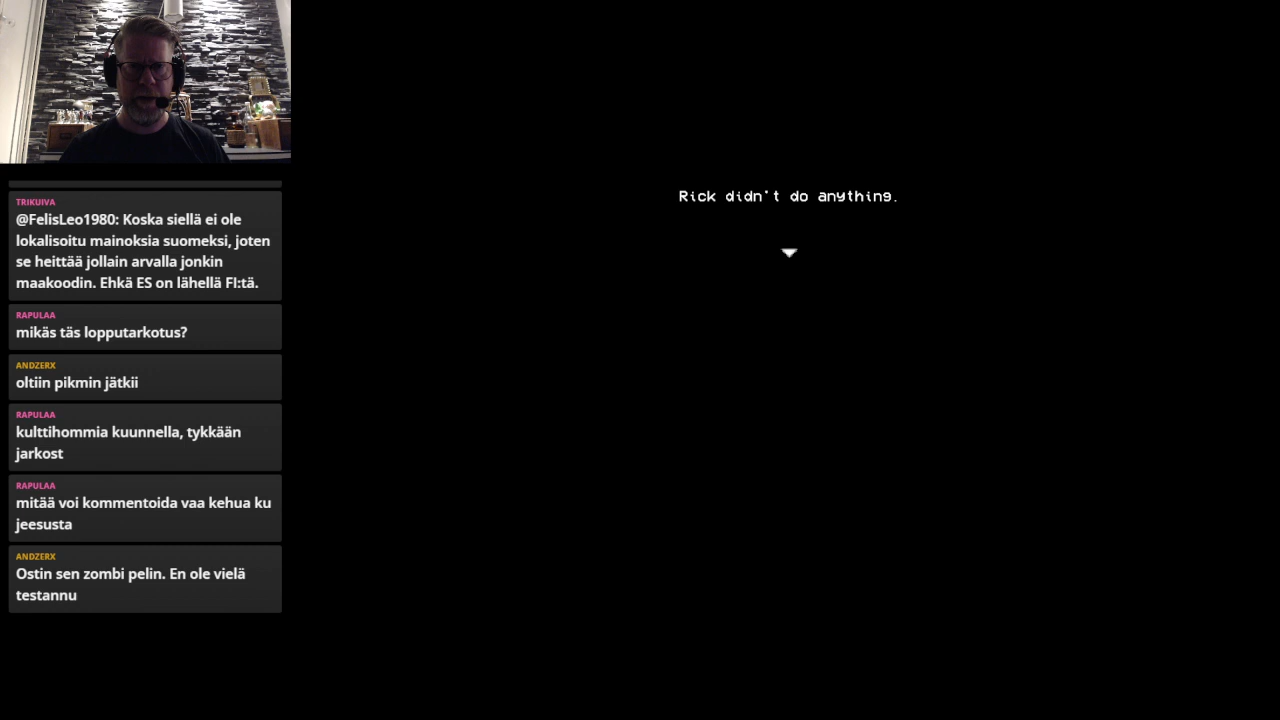 TRIKUIVA
@FelisLeo1980: Koska siellä ei ole
lokalisoitu mainoksia suomeksi, joten
se heittää jollain arvalla jonkin
maakoodin. Ehkä ES on lähellä FI:tä.
RAPULAA
mikäs täs lopputarkotus?
ANDZERX
oltiin pikmin jätkii
RAPULAA
kulttihommia kuunnella, tykkään
jarkost
RAPULAA
mitää voi kommentoida vaa kehua ku
jeesusta
ANDZERX
Ostin sen zombi pelin. En ole vielä
testannu
Rick didn't do anything.